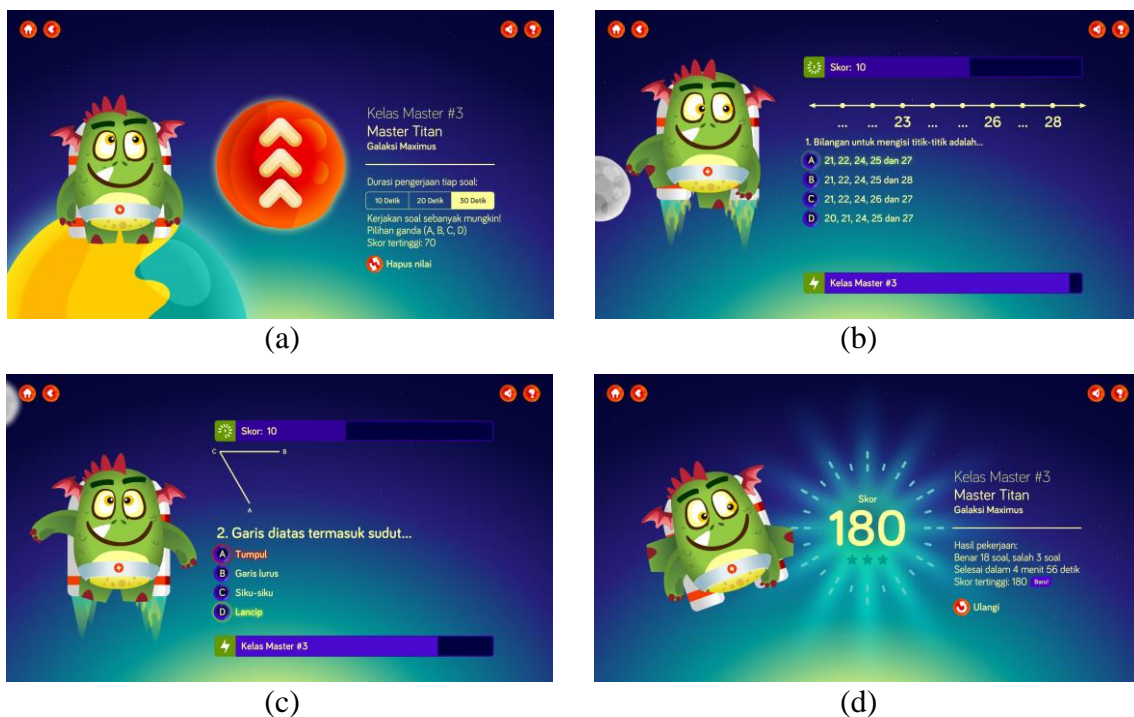 Kelas Master #3
Master Titan
Galaksi Maximus
Durasi pengerjaan tiap soal:
10 Detik 20 Detik 30 Detik
Kerjakan soal sebanyak mungkin!
Pilihan ganda (A, B, C, D)
Skor tertinggi: 70
Hapus nilai
(a)
Skor: 10
... ... 23 ... ... 26 ... 28
1. Bilangan untuk mengisi titik-titik adalah...
A 21, 22, 24, 25 dan 27
B 21, 22, 24, 25 dan 28
C 21, 22, 24, 26 dan 27
D 20, 21, 24, 25 dan 27
Kelas Master #3
(b)
Skor: 10
C B
A
2. Garis diatas termasuk sudut...
A Tumpul
B Garis lurus
C Siku-siku
D Lancip
Kelas Master #3
(c)
Skor
180
Kelas Master #3
Master Titan
Galaksi Maximus
Hasil pekerjaan:
Benar 18 soal, salah 3 soal
Selesai dalam 4 menit 56 detik
Skor tertinggi: 180 Baru!
Ulangi
(d)